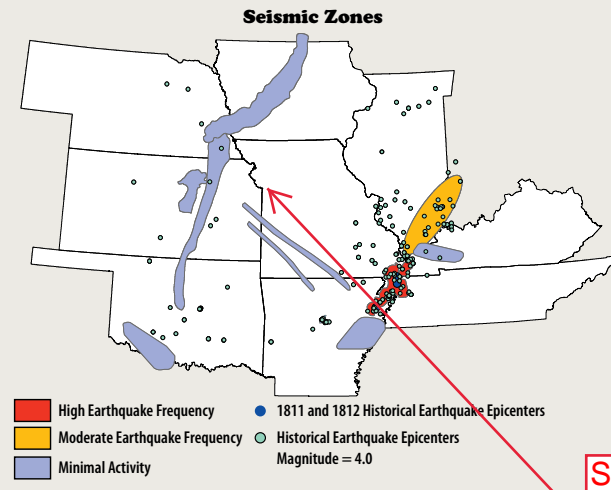 Seismic Zones
High Earthquake Frequency
Moderate Earthquake Frequency
Minimal Activity
1811 and 1812 Historical Earthquake Epicenters
Historical Earthquake Epicenters
Magnitude = 4.0
S